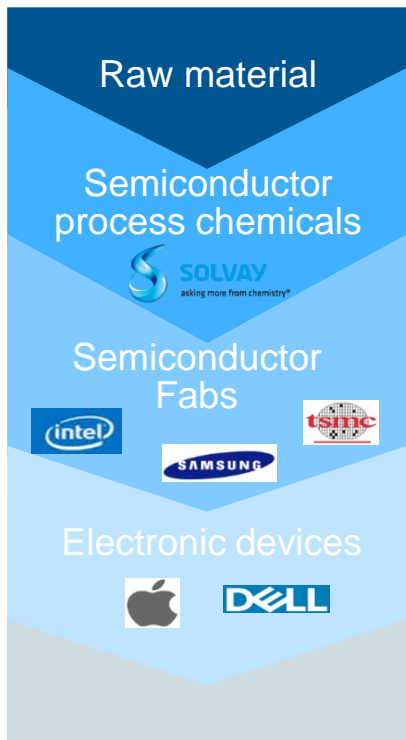 Raw material
Semiconductor
process chemicals
SOLVAY
asking more from chemistry®
Semiconductor
Fabs
intel
tsmc
SAMSUNG
Electronic devices
DELL